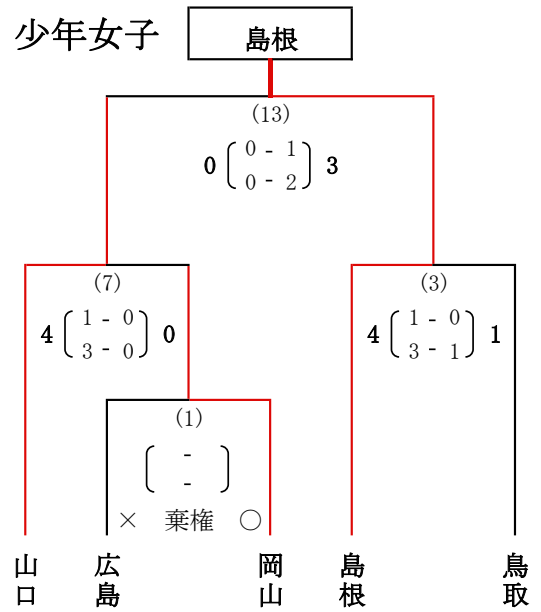 少年女子
島根
(13)
0 0 - 1 3
0 - 2
(7) (3)
4 1 - 0 0 4 1 - 0 1
3 - 0 3 - 1
(1)
-
-
× 棄権 ○
山口 広島 岡山 島根 鳥取